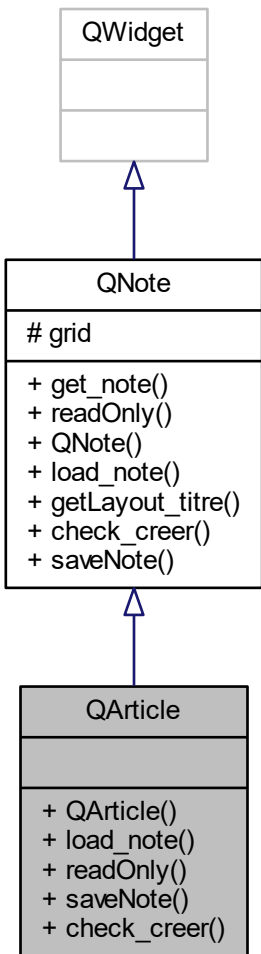 QWidget
QNote
# grid
+ get_note()
+ readOnly()
+ QNote()
+ load_note()
+ getLayout_titre()
+ check_creer()
+ saveNote()
QArticle
+ QArticle()
+ load_note()
+ readOnly()
+ saveNote()
+ check_creer()